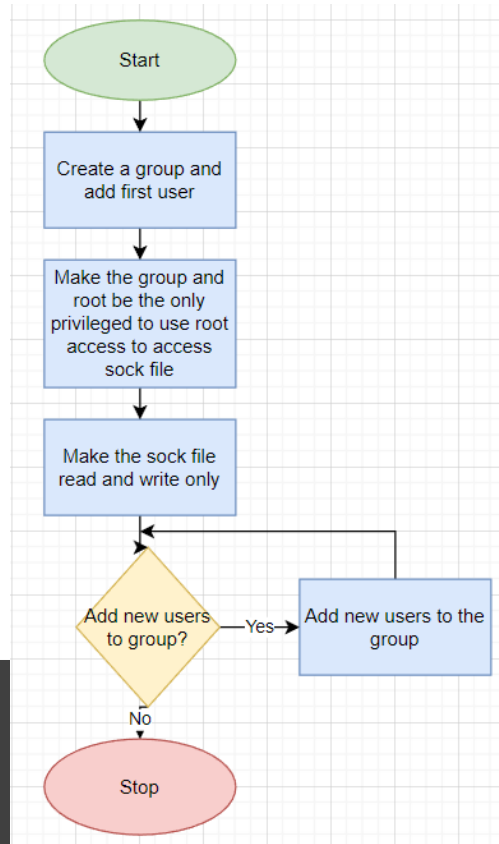 Start
Create a group and
add first user
Make the group and
root be the only
privileged to use root
access to access
sock file
Make the sock file
read and write only
Add new users
to group?
Yes
Add new users to the
group
No
Stop